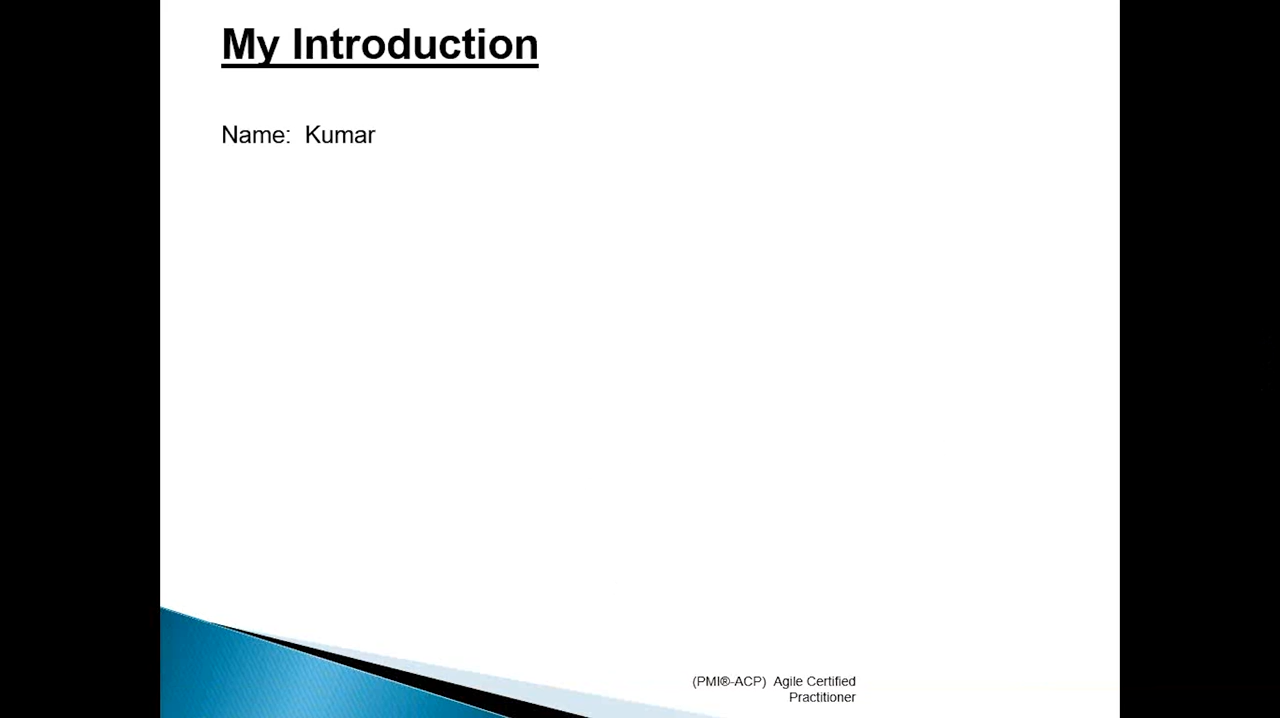 My Introduction
Name: Kumar
(PMI®-ACP) Agile Certified
Practitioner